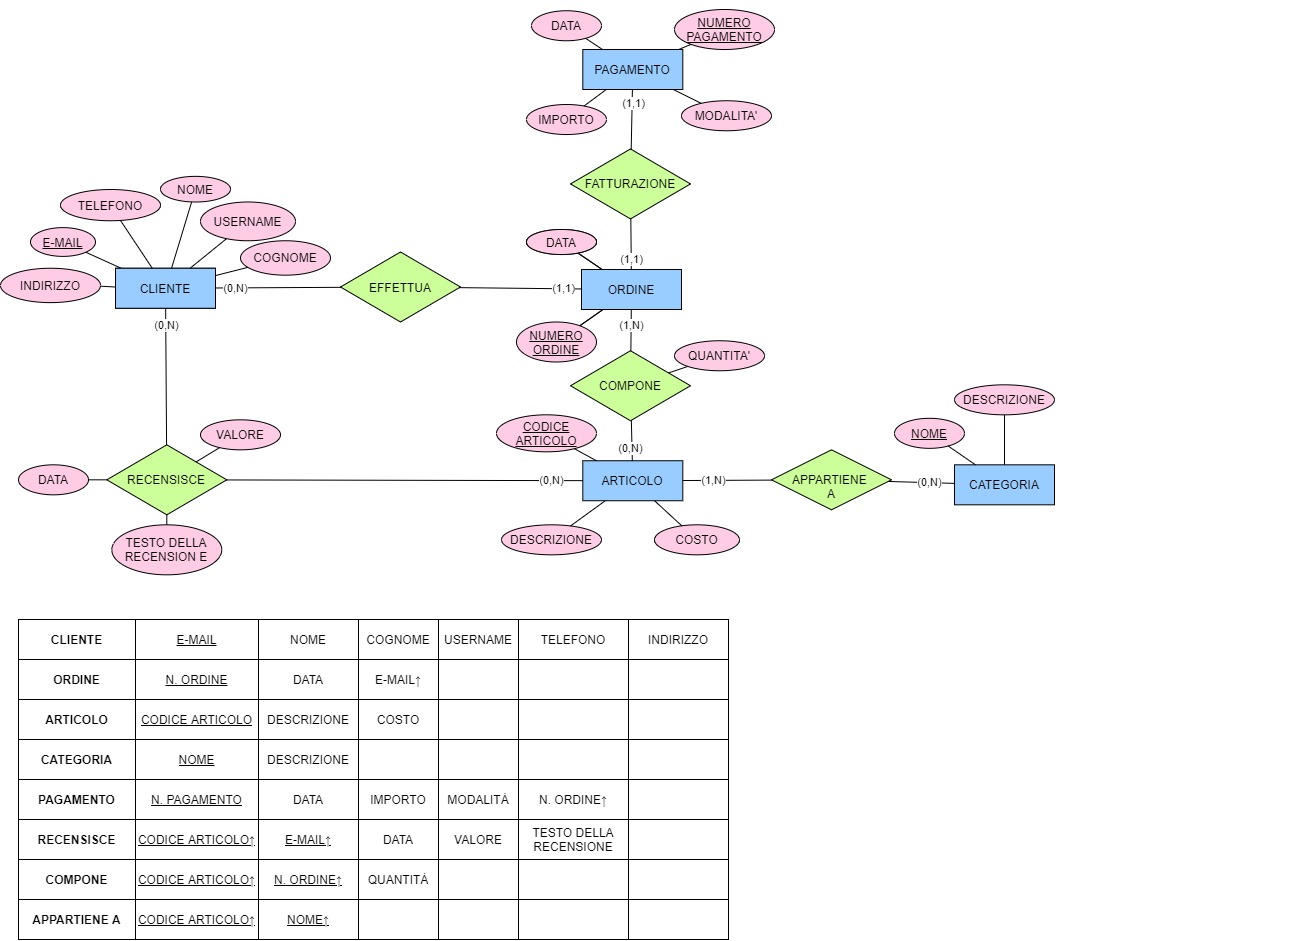 DATA
NUMERO
PAGAMENTO
PAGAMENTO
IMPORTO
MODALITA'
(1,1)
FATTURAZIONE
NOME
TELEFONO
USERNAME
E-MAIL
COGNOME
INDIRIZZO
CLIENTE
(0,N)
EFFETTUA
(1,1)
DATA
(1,1)
ORDINE
(0,N)
NUMERO
ORDINE
(1,N)
QUANTITA'
COMPONE
DESCRIZIONE
VALORE
CODICE
ARTICOLO
NOME
(0,N)
DATA
RECENSISCE
(0,N)
ARTICOLO
(1,N)
APPARTIENE
A
(0,N)
CATEGORIA
TESTO DELLA
RECENSION E
DESCRIZIONE
COSTO
CLIENTE E-MAIL NOME COGNOME USERNAME TELEFONO INDIRIZZO
ORDINE N. ORDINE DATA E-MAIL↑
ARTICOLO CODICE ARTICOLO DESCRIZIONE COSTO
CATEGORIA NOME DESCRIZIONE
PAGAMENTO N. PAGAMENTO DATA IMPORTO MODALITÁ N. ORDINE↑
RECENSISCE CODICE ARTICOLO↑ E-MAIL↑ DATA VALORE TESTO DELLA
RECENSIONE
COMPONE CODICE ARTICOLO↑ N. ORDINE↑ QUANTITÁ
APPARTIENE A CODICE ARTICOLO↑ NOME↑